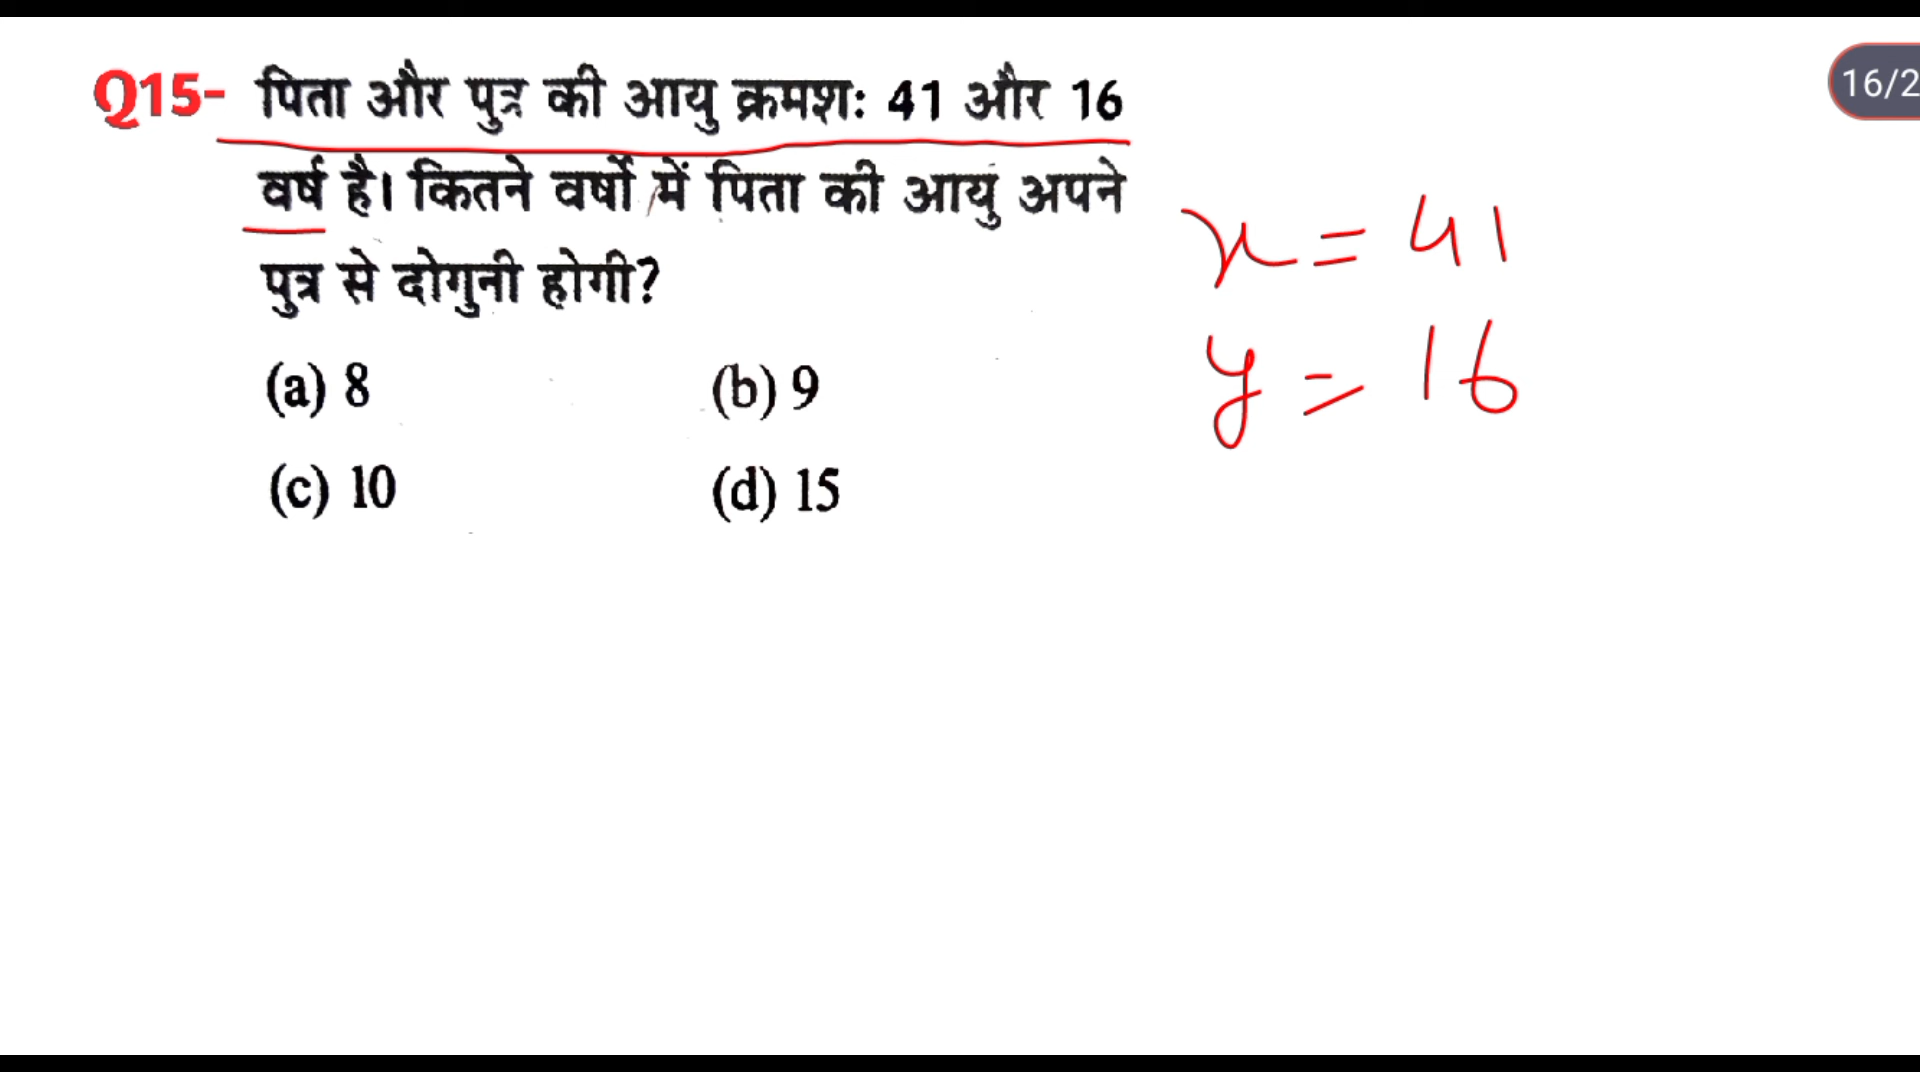 Q15- पिता और पुत्र की आयु क्रमशः 41 और 16
वर्ष है। कितने वर्षों में पिता की आयु अपने
पुत्र से दोगुनी होगी?
(a) 8 (b) 9
(c) 10 (d) 15
x = 41
y = 16
16/2